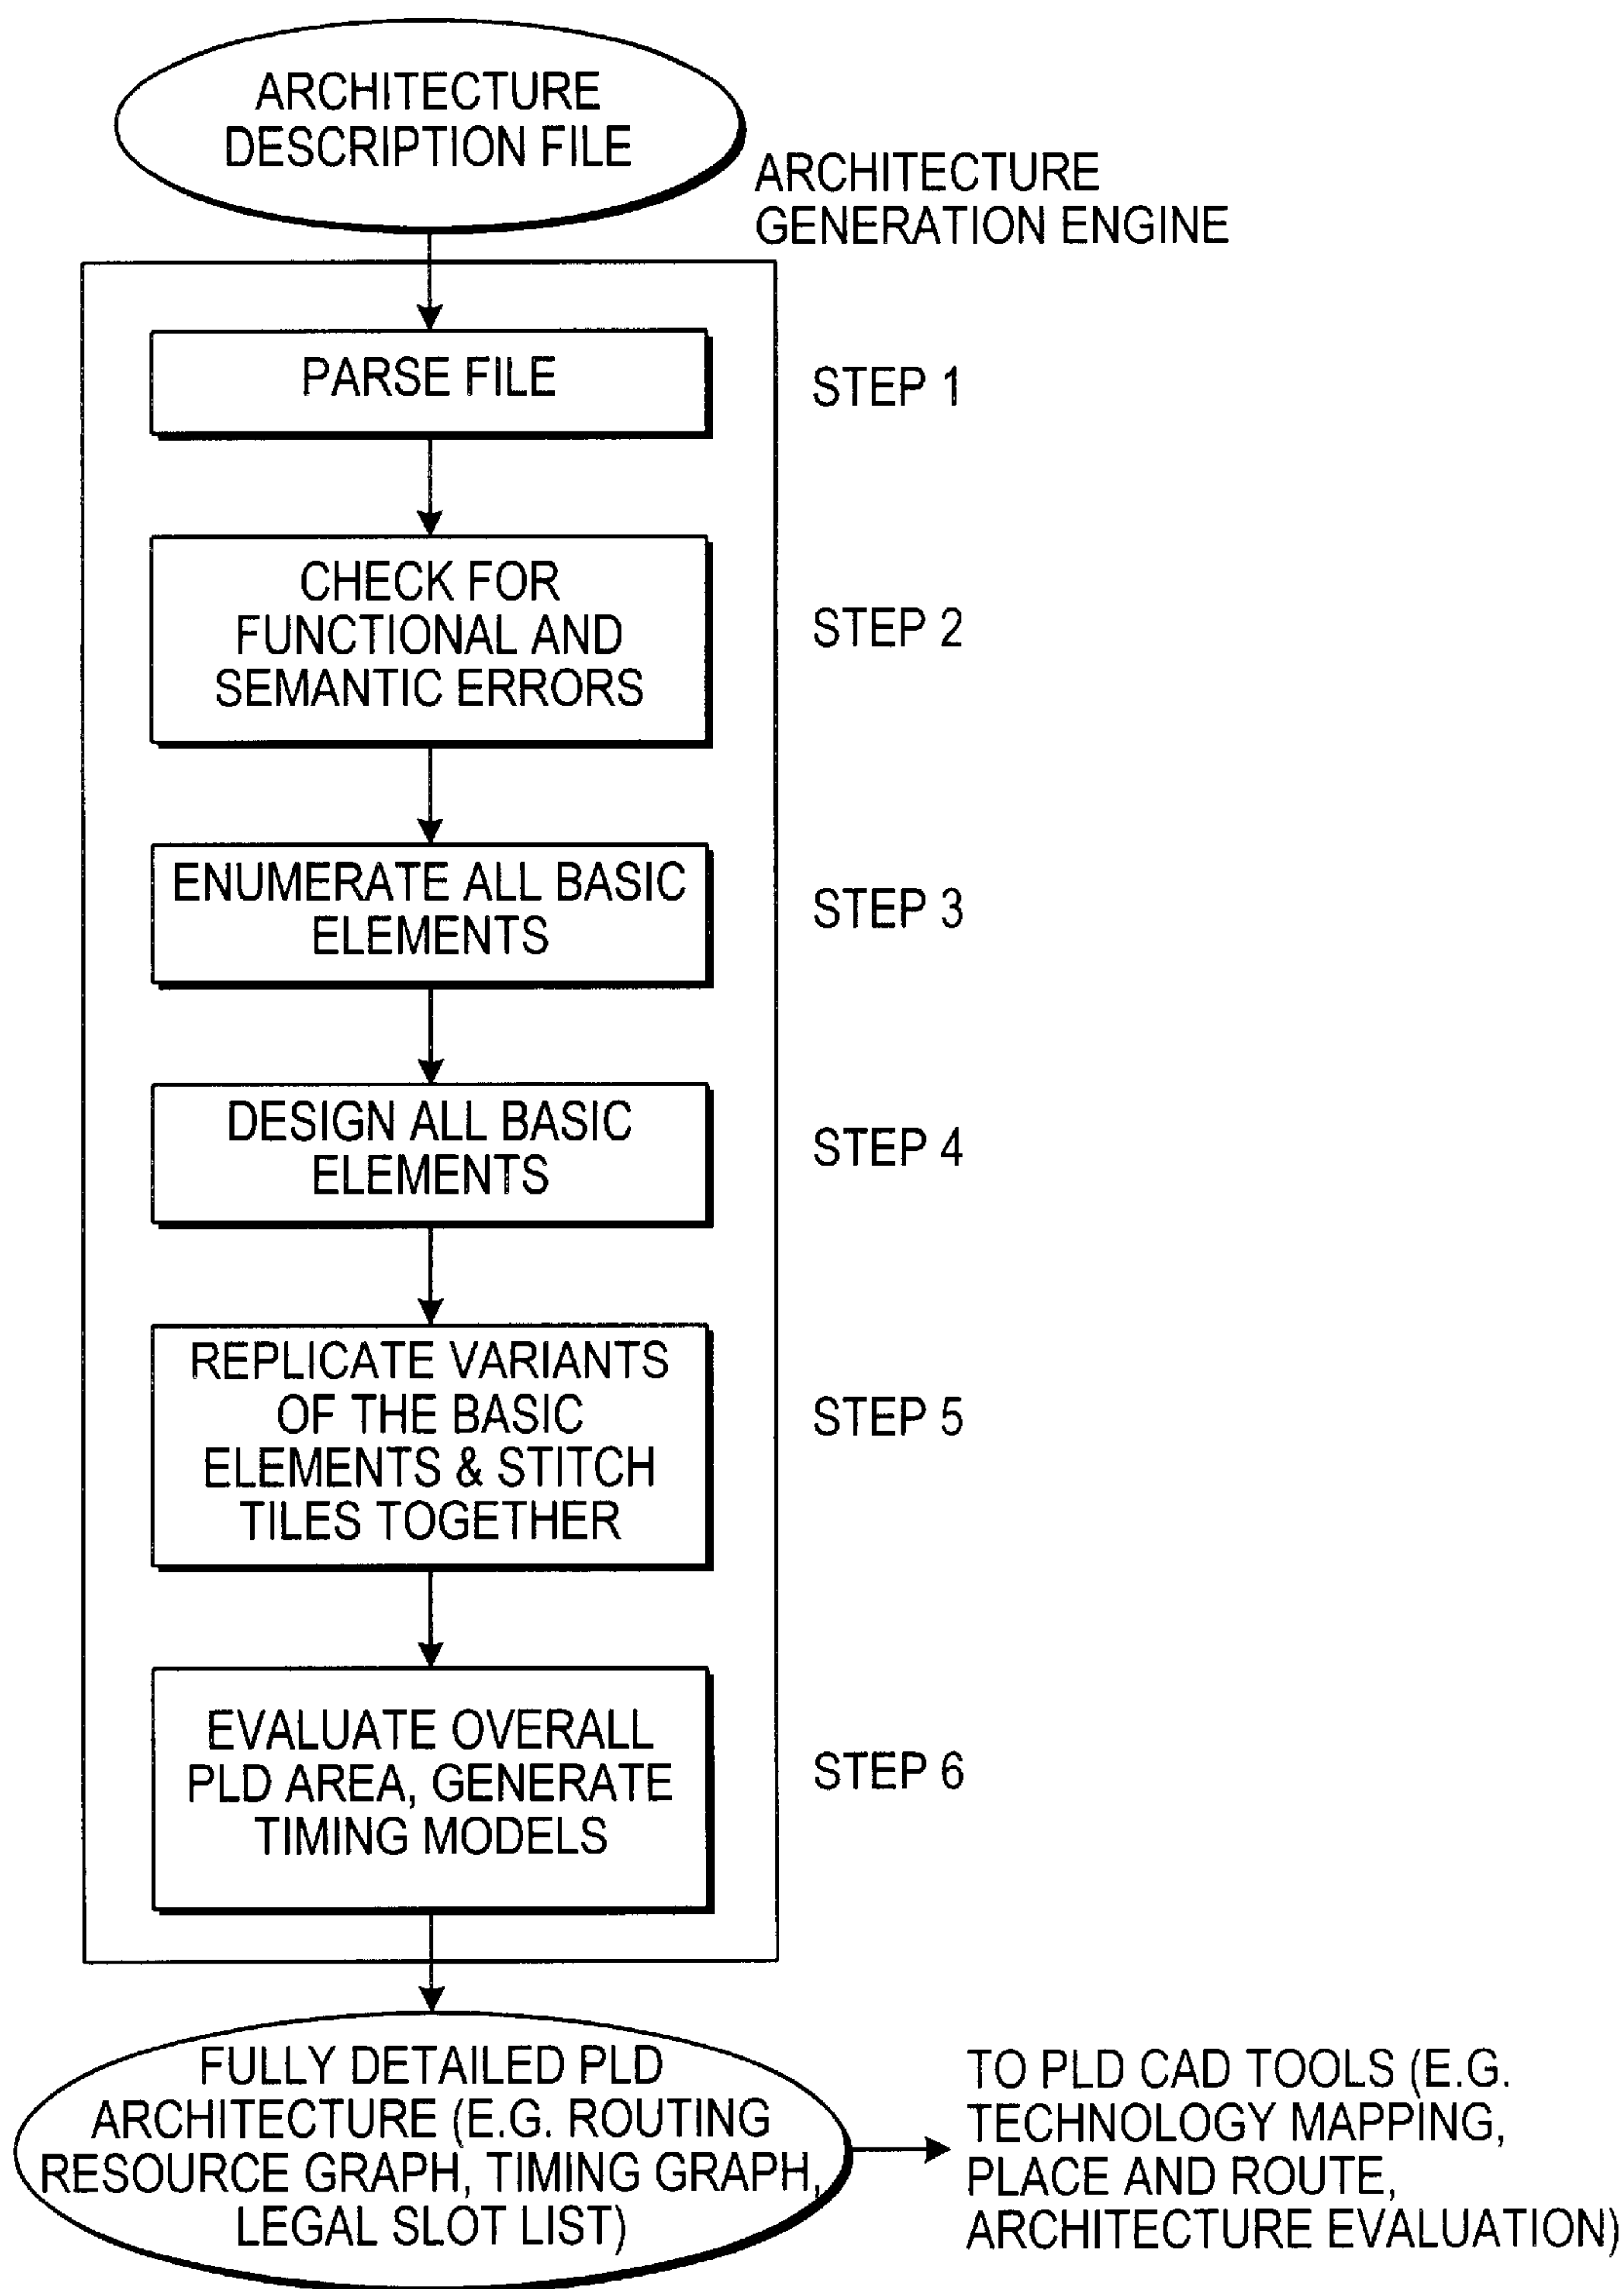 ARCHITECTURE
DESCRIPTION FILE
ARCHITECTURE
GENERATION ENGINE
PARSE FILE
STEP 1
CHECK FOR
FUNCTIONAL AND
SEMANTIC ERRORS
STEP 2
ENUMERATE ALL BASIC
ELEMENTS
STEP 3
DESIGN ALL BASIC
ELEMENTS
STEP 4
REPLICATE VARIANTS
OF THE BASIC
ELEMENTS & STITCH
TILES TOGETHER
STEP 5
EVALUATE OVERALL
PLD AREA, GENERATE
TIMING MODELS
STEP 6
FULLY DETAILED PLD
ARCHITECTURE (E.G. ROUTING
RESOURCE GRAPH, TIMING GRAPH,
LEGAL SLOT LIST)
TO PLD CAD TOOLS (E.G.
TECHNOLOGY MAPPING,
PLACE AND ROUTE,
ARCHITECTURE EVALUATION)